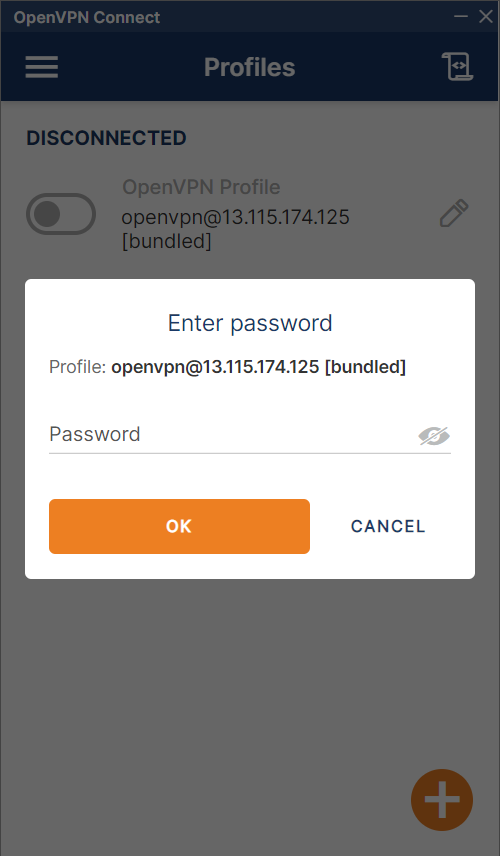 OpenVPN Connect
Profiles
DISCONNECTED
OpenVPN Profile
openvpn@13.115.174.125
[bundled]
Enter password
Profile: openvpn@13.115.174.125 [bundled]
Password
OK
CANCEL